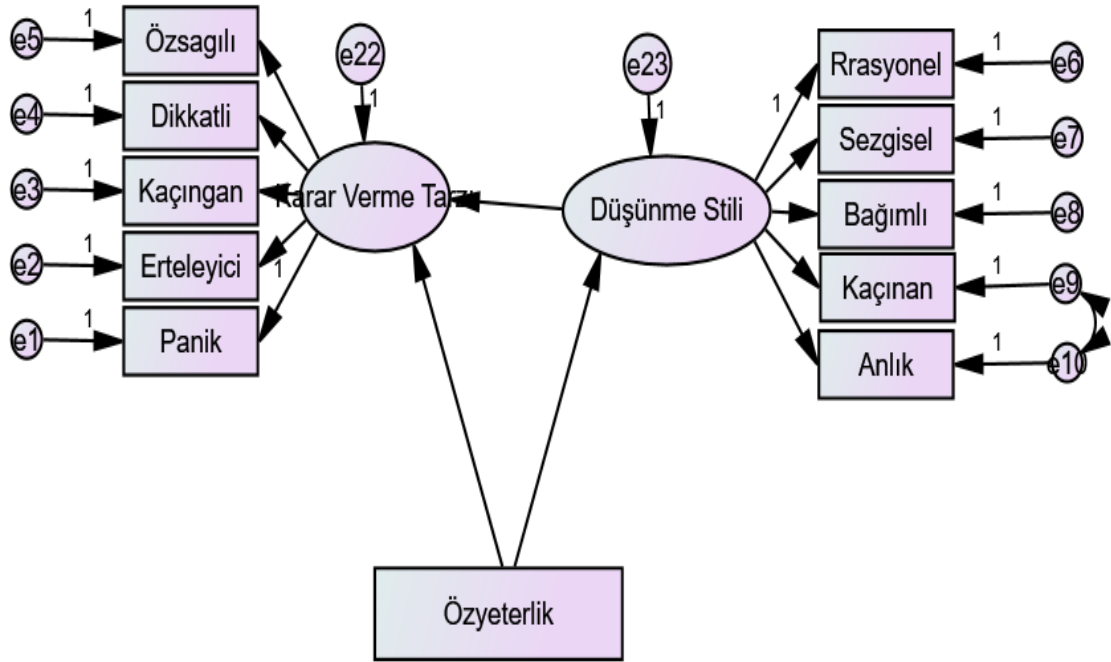 e5
1
Özsagılı
e4
1
Dikkatli
e3
1
Kaçıngan
e2
1
Erteleyici
e1
1
Panik
1
e22
1
Karar Verme Tarzı
e23
1
Düşünme Stili
1
Rrasyonel
1
e6
Sezgisel
1
e7
Bağımlı
1
e8
Kaçınan
1
e9
Anlık
1
e10
Özyeterlik